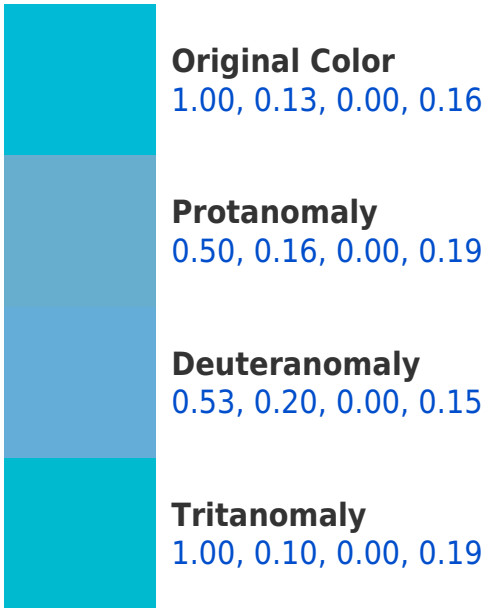 Original Color
1.00, 0.13, 0.00, 0.16
Protanomaly
0.50, 0.16, 0.00, 0.19
Deuteranomaly
0.53, 0.20, 0.00, 0.15
Tritanomaly
1.00, 0.10, 0.00, 0.19